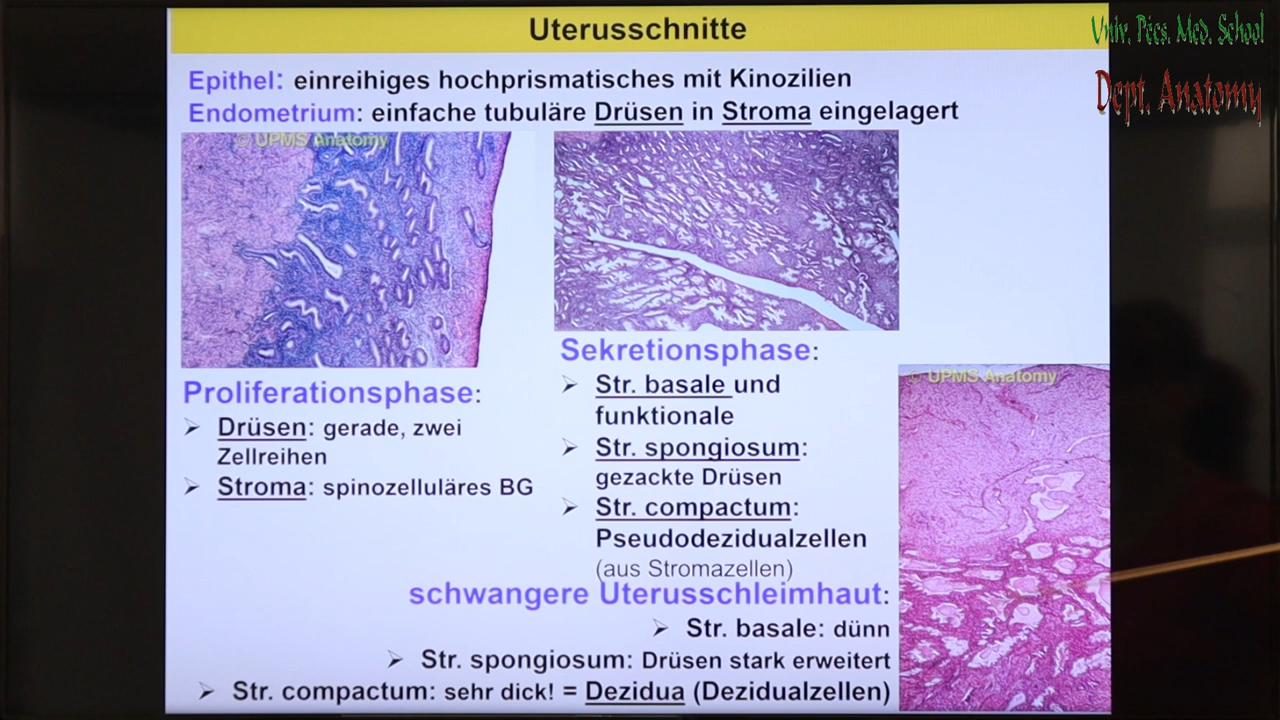 Uterusschnitte
Univ. Pécs. Med. School
Dept. Anatomy
Epithel: einreihiges hochprismatisches mit Kinozilien
Endometrium: einfache tubuläre Drüsen in Stroma eingelagert
© UPMS Anatomy
Proliferationsphase:
➢ Drüsen: gerade, zwei
Zellreihen
➢ Stroma: spinozelluläres BG
Sekretionsphase:
➢ Str. basale und
funktionale
➢ Str. spongiosum:
gezackte Drüsen
➢ Str. compactum:
Pseudodezidualzellen
(aus Stromazellen)
© UPMS Anatomy
schwangere Uterusschleimhaut:
➢ Str. basale: dünn
➢ Str. spongiosum: Drüsen stark erweitert
➢ Str. compactum: sehr dick! = Dezidua (Dezidualzellen)